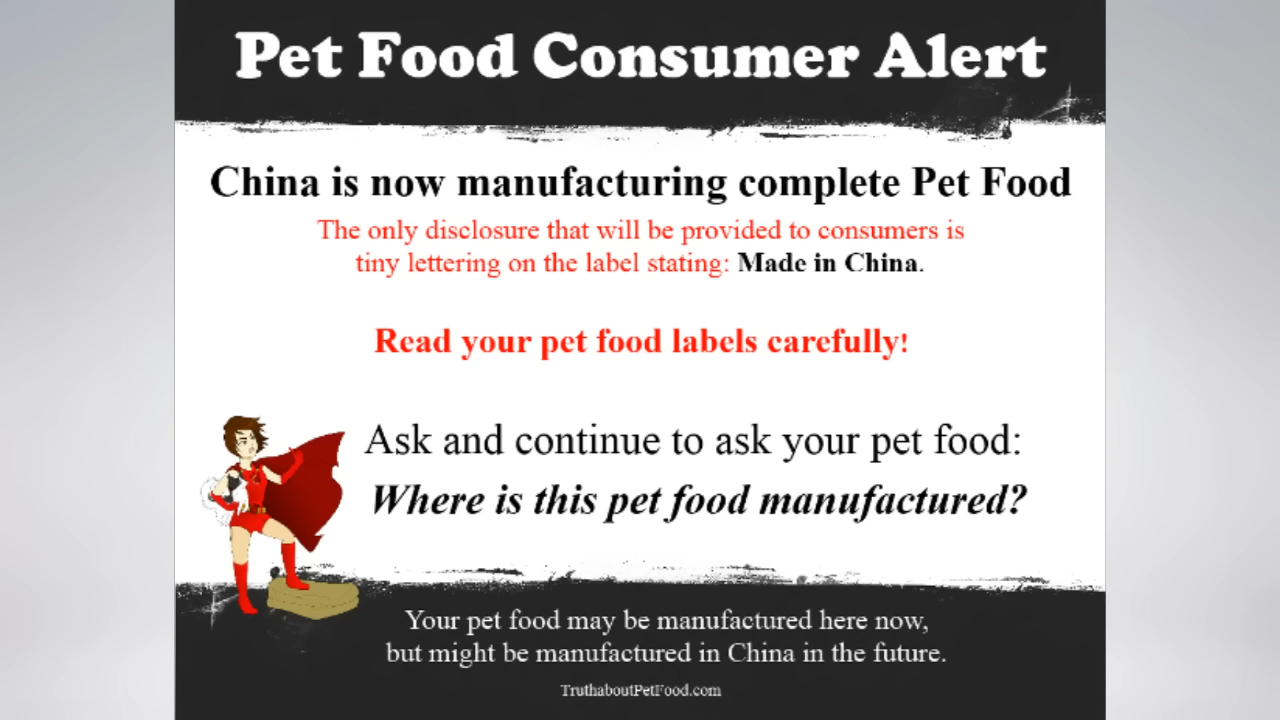 Pet Food Consumer Alert
China is now manufacturing complete Pet Food
The only disclosure that will be provided to consumers is
tiny lettering on the label stating: Made in China.
Read your pet food labels carefully!
Ask and continue to ask your pet food:
Where is this pet food manufactured?
Your pet food may be manufactured here now,
but might be manufactured in China in the future.
TruthaboutPetFood.com